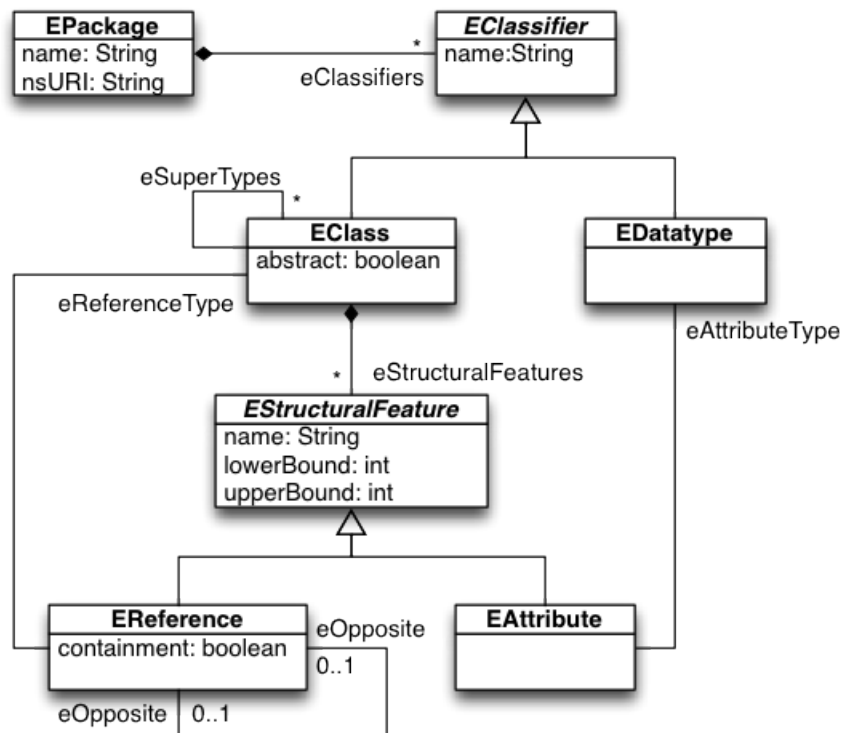 EPackage
name: String
nsURI: String
*
eClassifiers
EClassifier
name:String
eSuperTypes
*
EClass
abstract: boolean
EDatatype
eReferenceType
eAttributeType
*
eStructuralFeatures
EStructuralFeature
name: String
lowerBound: int
upperBound: int
EReference
containment: boolean
eOpposite
0..1
EAttribute
eOpposite
0..1